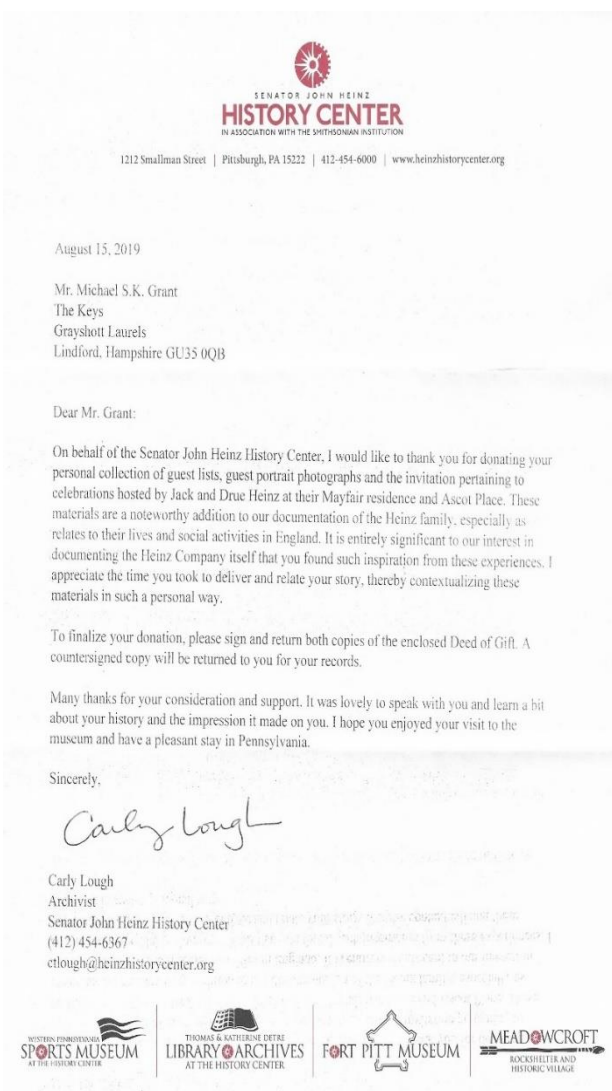 SENATOR JOHN HEINZ
HISTORY CENTER
IN ASSOCIATION WITH THE SMITHSONIAN INSTITUTION
1212 Smallman Street | Pittsburgh, PA 15222 | 412-454-6000 | www.heinzhistorycenter.org
August 15, 2019
Mr. Michael S.K. Grant
The Keys
Grayshott Laurels
Lindford, Hampshire GU35 0QB
Dear Mr. Grant:
On behalf of the Senator John Heinz History Center, I would like to thank you for donating your
personal collection of guest lists, guest portrait photographs and the invitation pertaining to
celebrations hosted by Jack and Drue Heinz at their Mayfair residence and Ascot Place. These
materials are a noteworthy addition to our documentation of the Heinz family, especially as
relates to their lives and social activities in England. It is entirely significant to our interest in
documenting the Heinz Company itself that you found such inspiration from these experiences. I
appreciate the time you took to deliver and relate your story, thereby contextualizing these
materials in such a personal way.
To finalize your donation, please sign and return both copies of the enclosed Deed of Gift. A
countersigned copy will be returned to you for your records.
Many thanks for your consideration and support. It was lovely to speak with you and learn a bit
about your history and the impression it made on you. I hope you enjoyed your visit to the
museum and have a pleasant stay in Pennsylvania.
Sincerely,
Carly Lough
Carly Lough
Archivist
Senator John Heinz History Center
(412) 454-6367
ctlough@heinzhistorycenter.org
WESTERN PENNSYLVANIA
SPORTS MUSEUM
AT THE HISTORY CENTER
THOMAS & KATHERINE DETRE
LIBRARY & ARCHIVES
AT THE HISTORY CENTER
FORT PITT MUSEUM
MEADOWCROFT
ROCKSHELTER AND
HISTORIC VILLAGE